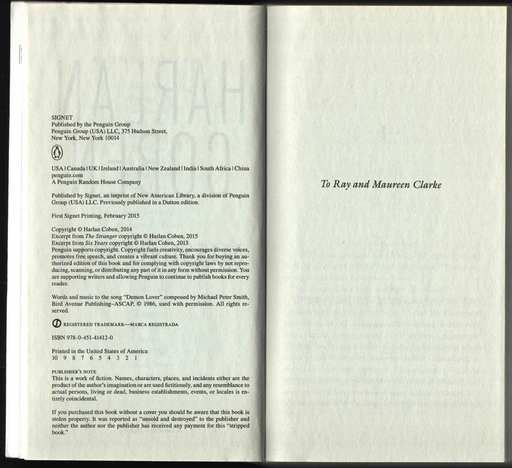 SIGNET
Published by the Penguin Group
Penguin Group (USA) LLC, 375 Hudson Street,
New York, New York 10014
USA | Canada | UK | Ireland | Australia | New Zealand | India | South Africa | China
penguin.com
A Penguin Random House Company
Published by Signet, an imprint of New American Library, a division of Penguin
Group (USA) LLC. Previously published in a Dutton edition.
First Signet Printing, February 2015
Copyright © Harlan Coben, 2014
Excerpt from The Stranger copyright © Harlan Coben, 2015
Excerpt from Six Years copyright © Harlan Coben, 2013
Penguin supports copyright. Copyright fuels creativity, encourages diverse voices,
promotes free speech, and creates a vibrant culture. Thank you for buying an au-
thorized edition of this book and for complying with copyright laws by not repro-
ducing, scanning, or distributing any part of it in any form without permission. You
are supporting writers and allowing Penguin to continue to publish books for every
reader.
Words and music to the song "Demon Lover" composed by Michael Peter Smith,
Bird Avenue Publishing–ASCAP, © 1986, used with permission. All rights re-
served.
REGISTERED TRADEMARK—MARCA REGISTRADA
ISBN 978-0-451-41412-0
Printed in the United States of America
10 9 8 7 6 5 4 3 2 1
PUBLISHER'S NOTE
This is a work of fiction. Names, characters, places, and incidents either are the
product of the author's imagination or are used fictitiously, and any resemblance to
actual persons, living or dead, business establishments, events, or locales is en-
tirely coincidental.
If you purchased this book without a cover you should be aware that this book is
stolen property. It was reported as "unsold and destroyed" to the publisher and
neither the author nor the publisher has received any payment for this "stripped
book."
To Ray and Maureen Clarke